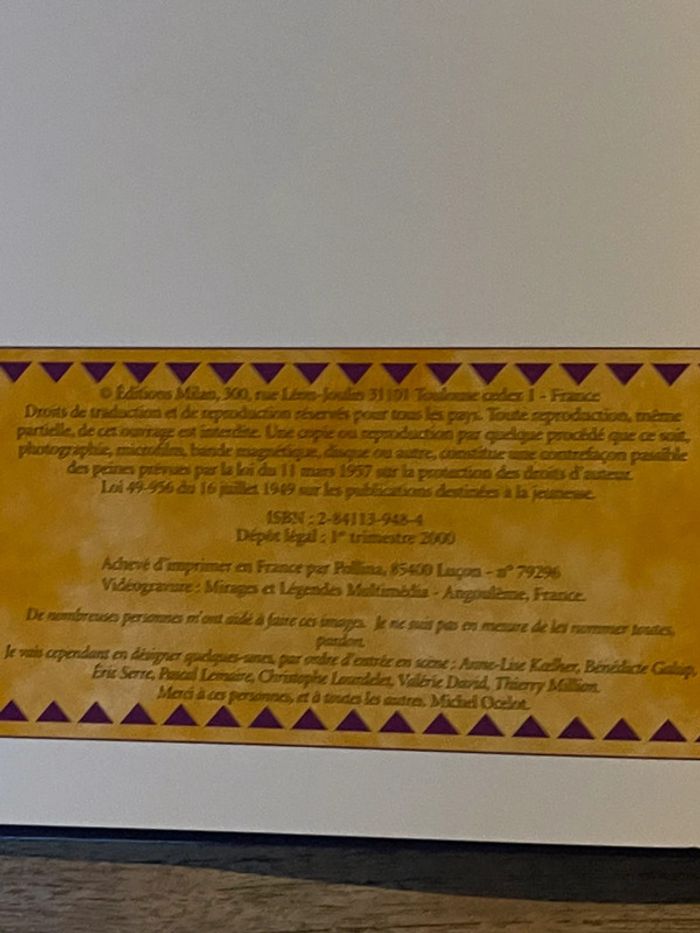 © Éditions Milan, 300, rue Léon-Joulin 31101 Toulouse cedex 1 - France
Droits de traduction et de reproduction réservés pour tous les pays. Toute reproduction, même
partielle, de cet ouvrage est interdite. Une copie ou reproduction par quelque procédé que ce soit,
photographie, microfilm, bande magnétique, disque ou autre, constitue une contrefaçon passible
des peines prévues par la loi du 11 mars 1957 sur la protection des droits d'auteur.
Loi 49-956 du 16 juillet 1949 sur les publications destinées à la jeunesse.
ISBN : 2-84113-948-4
Dépôt légal : 1er trimestre 2000
Achevé d'imprimer en France par Pollina, 85400 Luçon - n° 79296
Vidéogravure : Mirages et Légendes Multimédia - Angoulême, France.
De nombreuses personnes m'ont aidé à faire ces images. Je ne suis pas en mesure de les nommer toutes,
pardon.
Je vais cependant en désigner quelques-unes, par ordre d'entrée en scène : Anne-Lise Kœlher, Bénédicte Galup,
Éric Serre, Pascal Lemaire, Christophe Lourdelet, Valérie David, Thierry Million.
Merci à ces personnes, et à toutes les autres. Michel Ocelot.